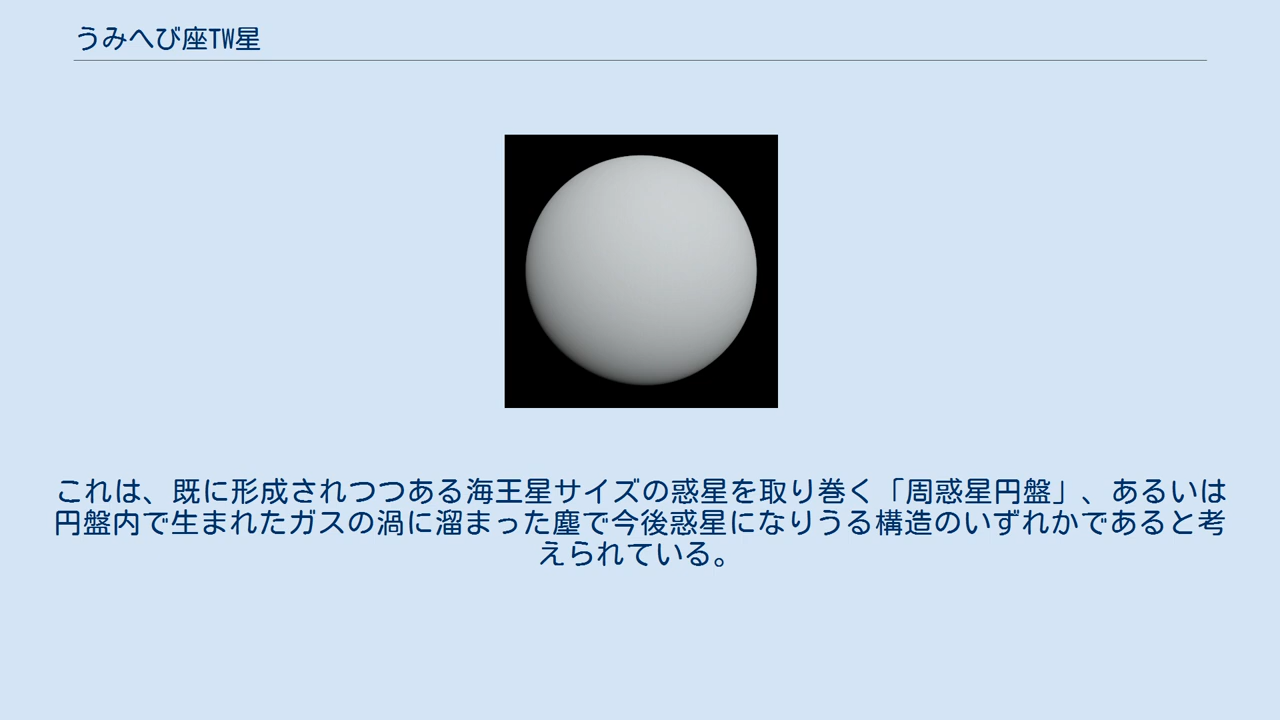 うみへび座TW星
これは、既に形成されつつある海王星サイズの惑星を取り巻く「周惑星円盤」、あるいは
円盤内で生まれたガスの渦に溜まった塵で今後惑星になりうる構造のいずれかであると考
えられている。